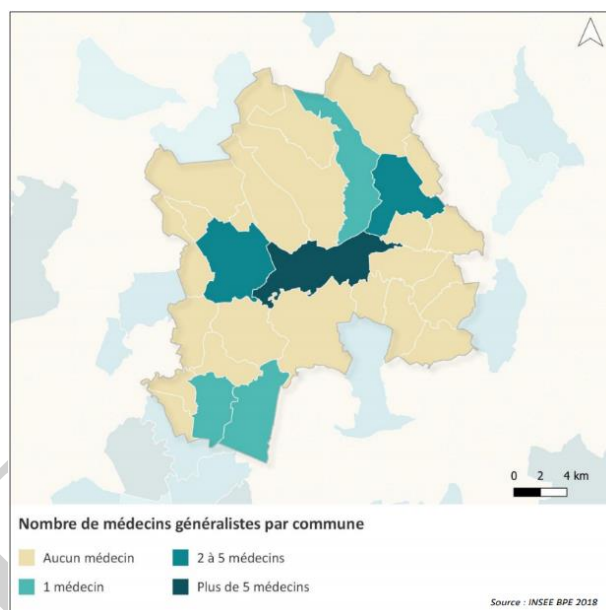 0 2 4 km
Nombre de médecins généralistes par commune
Aucun médecin
2 à 5 médecins
1 médecin
Plus de 5 médecins
Source : INSEE BPE 2018